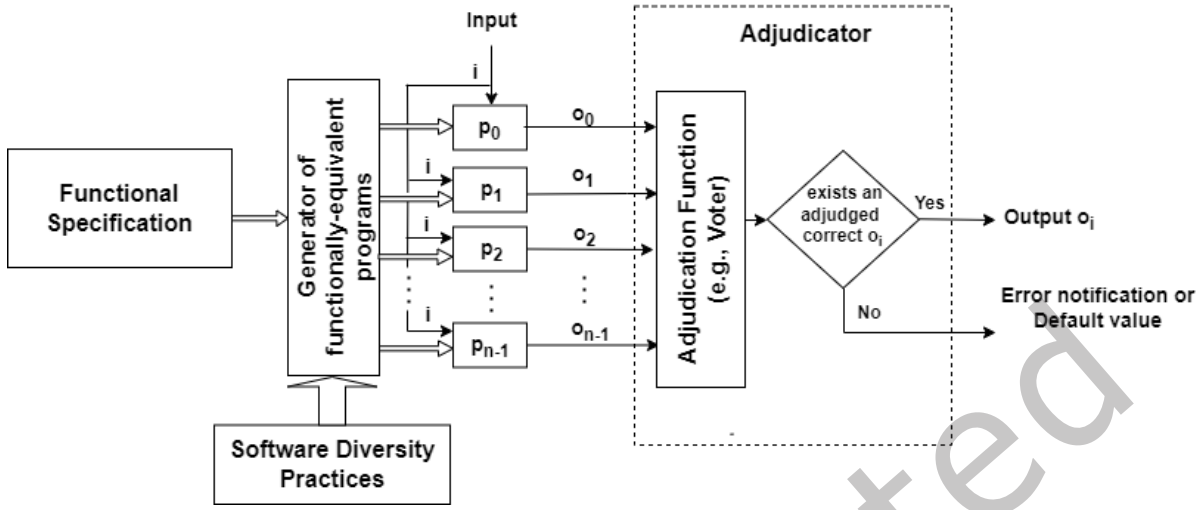 Input
Adjudicator
i
Functional
Specification
Generator of
functionally-equivalent
programs
p0
o0
i
p1
o1
i
p2
o2
i
pn-1
on-1
Adjudication Function
(e.g., Voter)
exists an
adjudged
correct oi
Yes
Output oi
No
Error notification or
Default value
Software Diversity
Practices